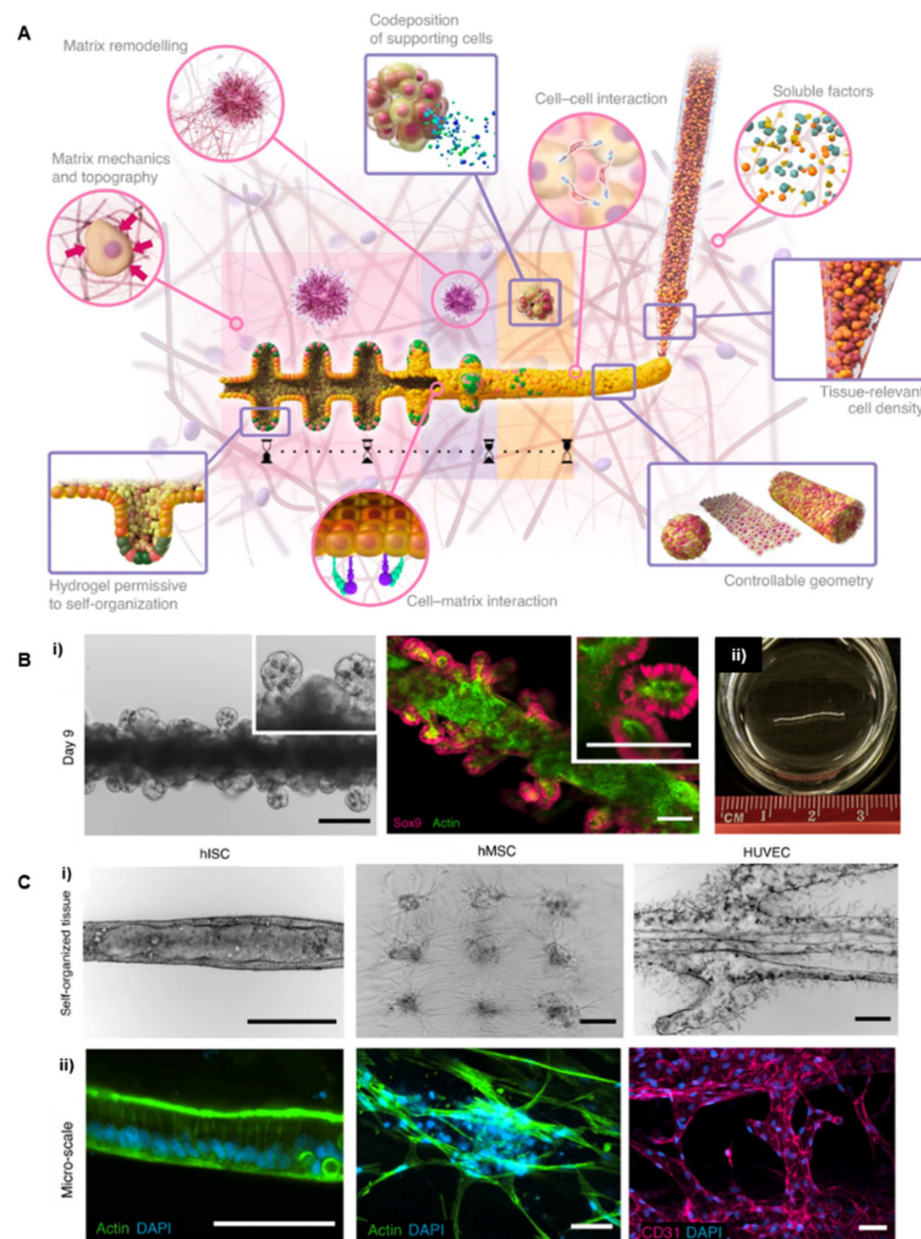 A
Matrix remodelling
Codeposition
of supporting cells
Cell–cell interaction
Soluble factors
Matrix mechanics
and topography
Tissue-relevant
cell density
Hydrogel permissive
to self-organization
Cell–matrix interaction
Controllable geometry
B
i)
ii)
Day 9
Sox9 Actin
CM 1 2 3
hISC
hMSC
HUVEC
C
i)
Self-organized tissue
ii)
Micro-scale
Actin DAPI
Actin DAPI
CD31 DAPI